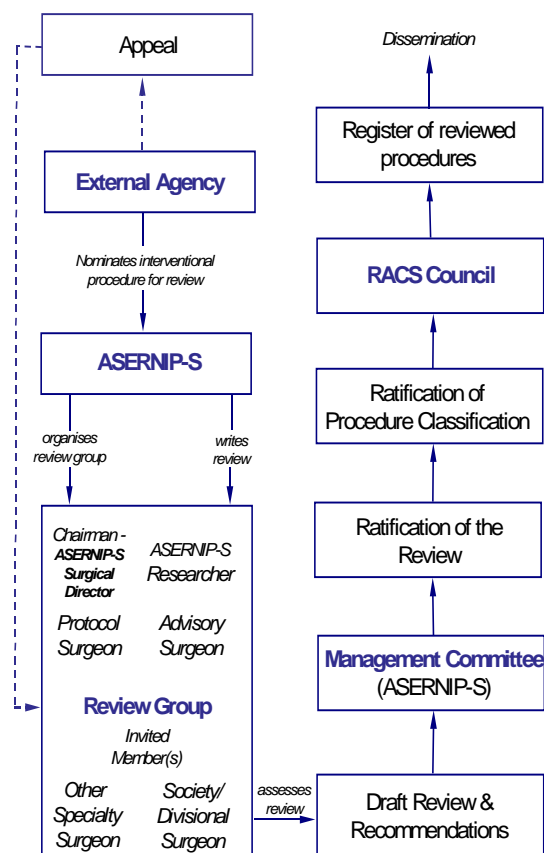 Appeal
External Agency
Nominates interventional
procedure for review
ASERNIP-S
organises
review group
writes
review
Chairman -
ASERNIP-S
Surgical
Director
ASERNIP-S
Researcher
Protocol
Surgeon
Advisory
Surgeon
Review Group
Invited
Member(s)
Other
Specialty
Surgeon
Society/
Divisional
Surgeon
assesses
review
Draft Review &
Recommendations
Management Committee
(ASERNIP-S)
Ratification of the
Review
Ratification of
Procedure Classification
RACS Council
Register of reviewed
procedures
Dissemination